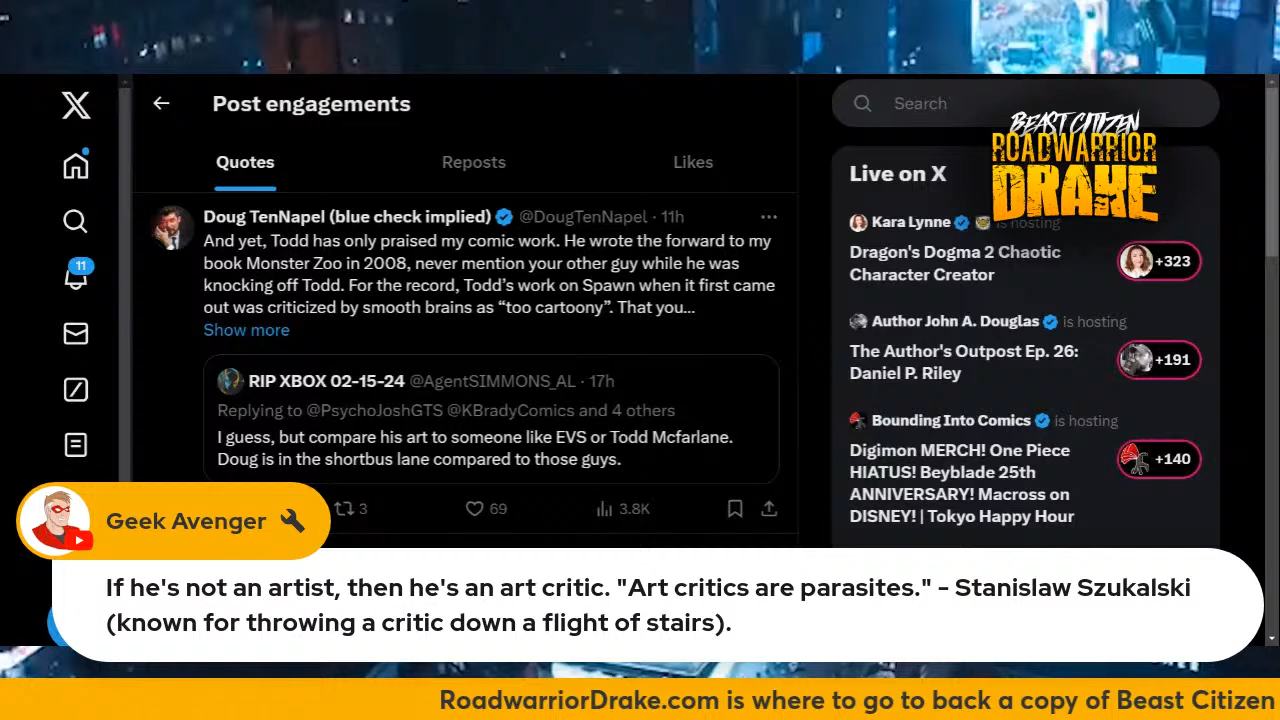 Post engagements
Quotes
Reposts
Likes
Doug TenNapel (blue check implied) @DougTenNapel · 11h
And yet, Todd has only praised my comic work. He wrote the forward to my
book Monster Zoo in 2008, never mention your other guy while he was
knocking off Todd. For the record, Todd's work on Spawn when it first came
out was criticized by smooth brains as “too cartoony”. That you...
Show more
RIP XBOX 02-15-24 @AgentSIMMONS_AL · 17h
Replying to @PsychoJoshGTS @KBradyComics and 4 others
I guess, but compare his art to someone like EVS or Todd Mcfarlane.
Doug is in the shortbus lane compared to those guys.
3
69
3.8K
11
Search
BEAST CITIZEN
ROADWARRIOR
DRAKE
Live on X
Kara Lynne is hosting
Dragon's Dogma 2 Chaotic
Character Creator
+323
Author John A. Douglas is hosting
The Author's Outpost Ep. 26:
Daniel P. Riley
+191
Bounding Into Comics is hosting
Digimon MERCH! One Piece
HIATUS! Beyblade 25th
ANNIVERSARY! Macross on
DISNEY! | Tokyo Happy Hour
+140
Geek Avenger
If he's not an artist, then he's an art critic. "Art critics are parasites." - Stanislaw Szukalski
(known for throwing a critic down a flight of stairs).
RoadwarriorDrake.com is where to go to back a copy of Beast Citizen